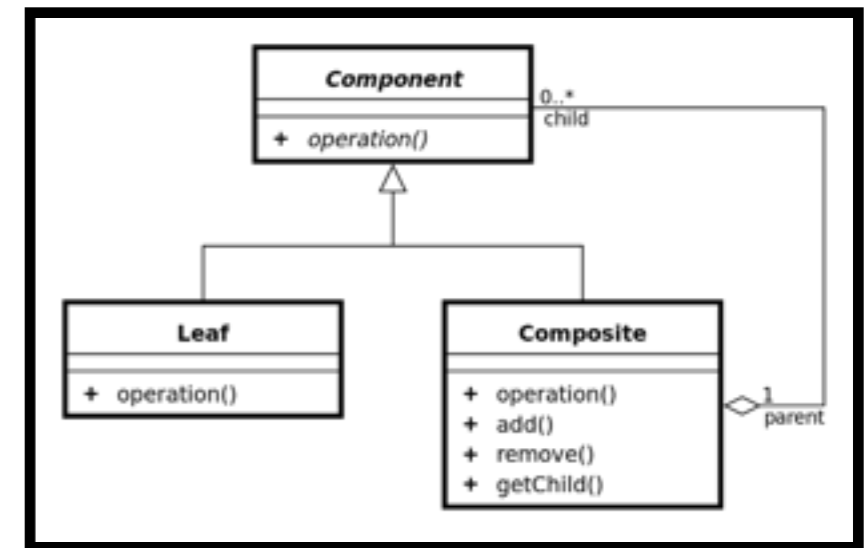 Component
+ operation()
0..*
child
Leaf
+ operation()
Composite
+ operation()
+ add()
+ remove()
+ getChild()
1
parent